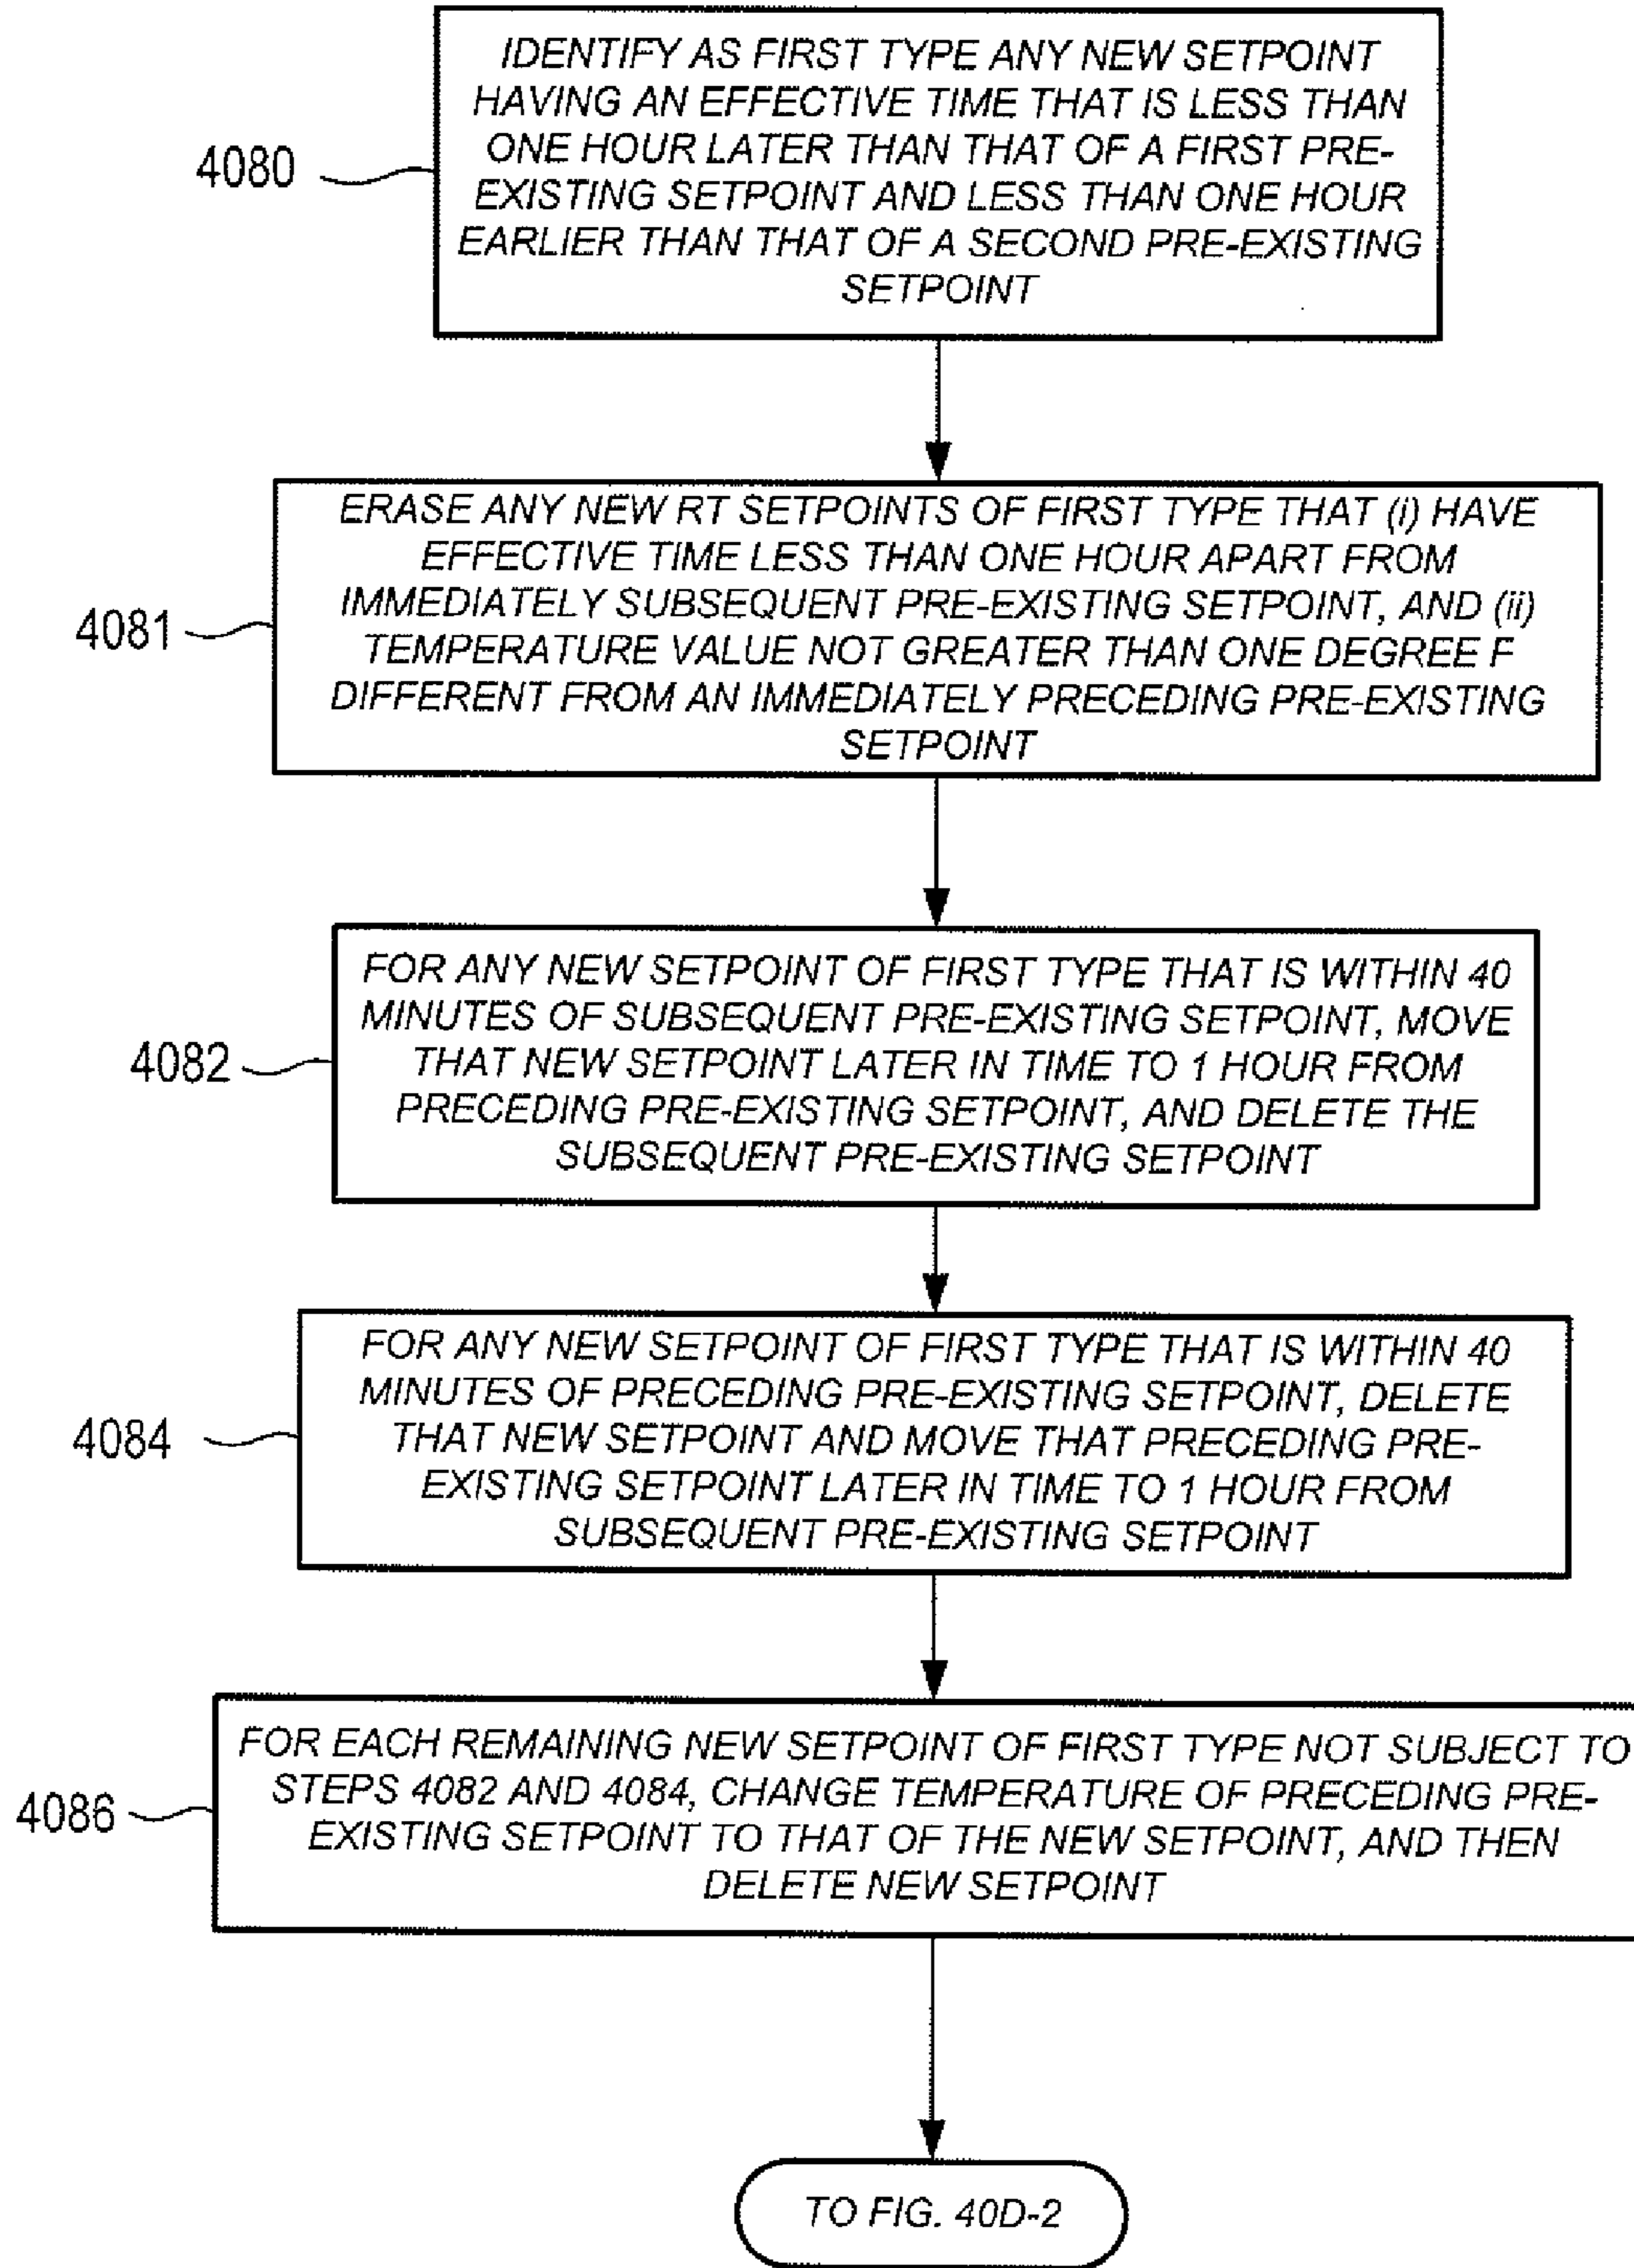 IDENTIFY AS FIRST TYPE ANY NEW SETPOINT
HAVING AN EFFECTIVE TIME THAT IS LESS THAN
ONE HOUR LATER THAN THAT OF A FIRST PRE-
EXISTING SETPOINT AND LESS THAN ONE HOUR
EARLIER THAN THAT OF A SECOND PRE-EXISTING
SETPOINT
4080
ERASE ANY NEW RT SETPOINTS OF FIRST TYPE THAT (i) HAVE
EFFECTIVE TIME LESS THAN ONE HOUR APART FROM
IMMEDIATELY SUBSEQUENT PRE-EXISTING SETPOINT, AND (ii)
TEMPERATURE VALUE NOT GREATER THAN ONE DEGREE F
DIFFERENT FROM AN IMMEDIATELY PRECEDING PRE-EXISTING
SETPOINT
4081
FOR ANY NEW SETPOINT OF FIRST TYPE THAT IS WITHIN 40
MINUTES OF SUBSEQUENT PRE-EXISTING SETPOINT, MOVE
THAT NEW SETPOINT LATER IN TIME TO 1 HOUR FROM
PRECEDING PRE-EXISTING SETPOINT, AND DELETE THE
SUBSEQUENT PRE-EXISTING SETPOINT
4082
FOR ANY NEW SETPOINT OF FIRST TYPE THAT IS WITHIN 40
MINUTES OF PRECEDING PRE-EXISTING SETPOINT, DELETE
THAT NEW SETPOINT AND MOVE THAT PRECEDING PRE-
EXISTING SETPOINT LATER IN TIME TO 1 HOUR FROM
SUBSEQUENT PRE-EXISTING SETPOINT
4084
FOR EACH REMAINING NEW SETPOINT OF FIRST TYPE NOT SUBJECT TO
STEPS 4082 AND 4084, CHANGE TEMPERATURE OF PRECEDING PRE-
EXISTING SETPOINT TO THAT OF THE NEW SETPOINT, AND THEN
DELETE NEW SETPOINT
4086
TO FIG. 40D-2